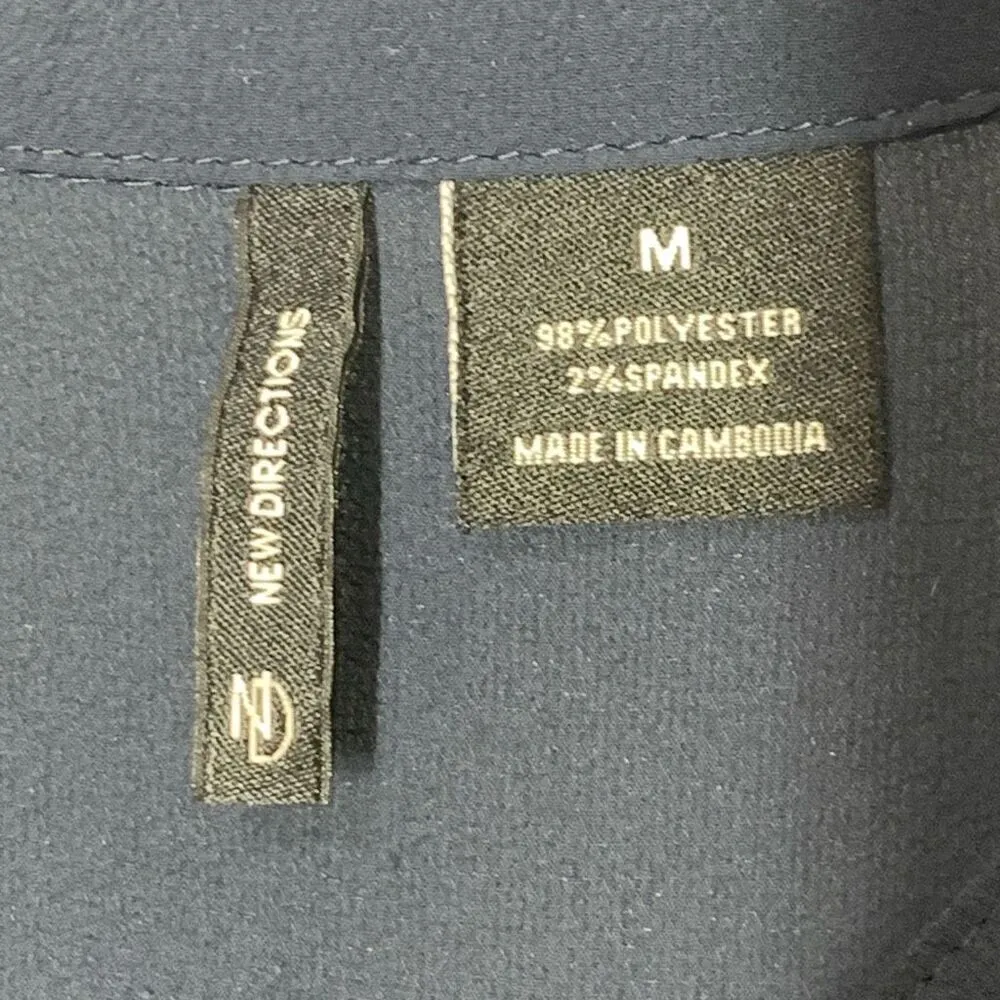 NEW DIRECTIONS
ND
M
98%POLYESTER
2%SPANDEX
MADE IN CAMBODIA